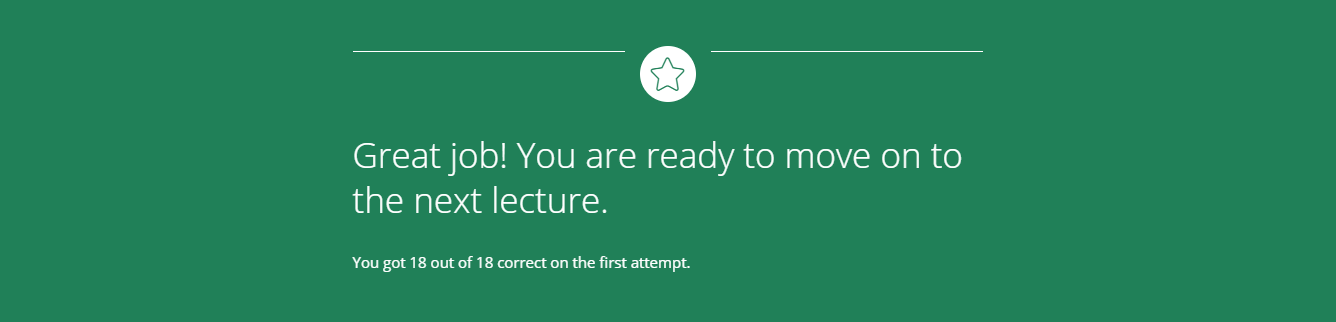 Great job! You are ready to move on to
the next lecture.
You got 18 out of 18 correct on the first attempt.